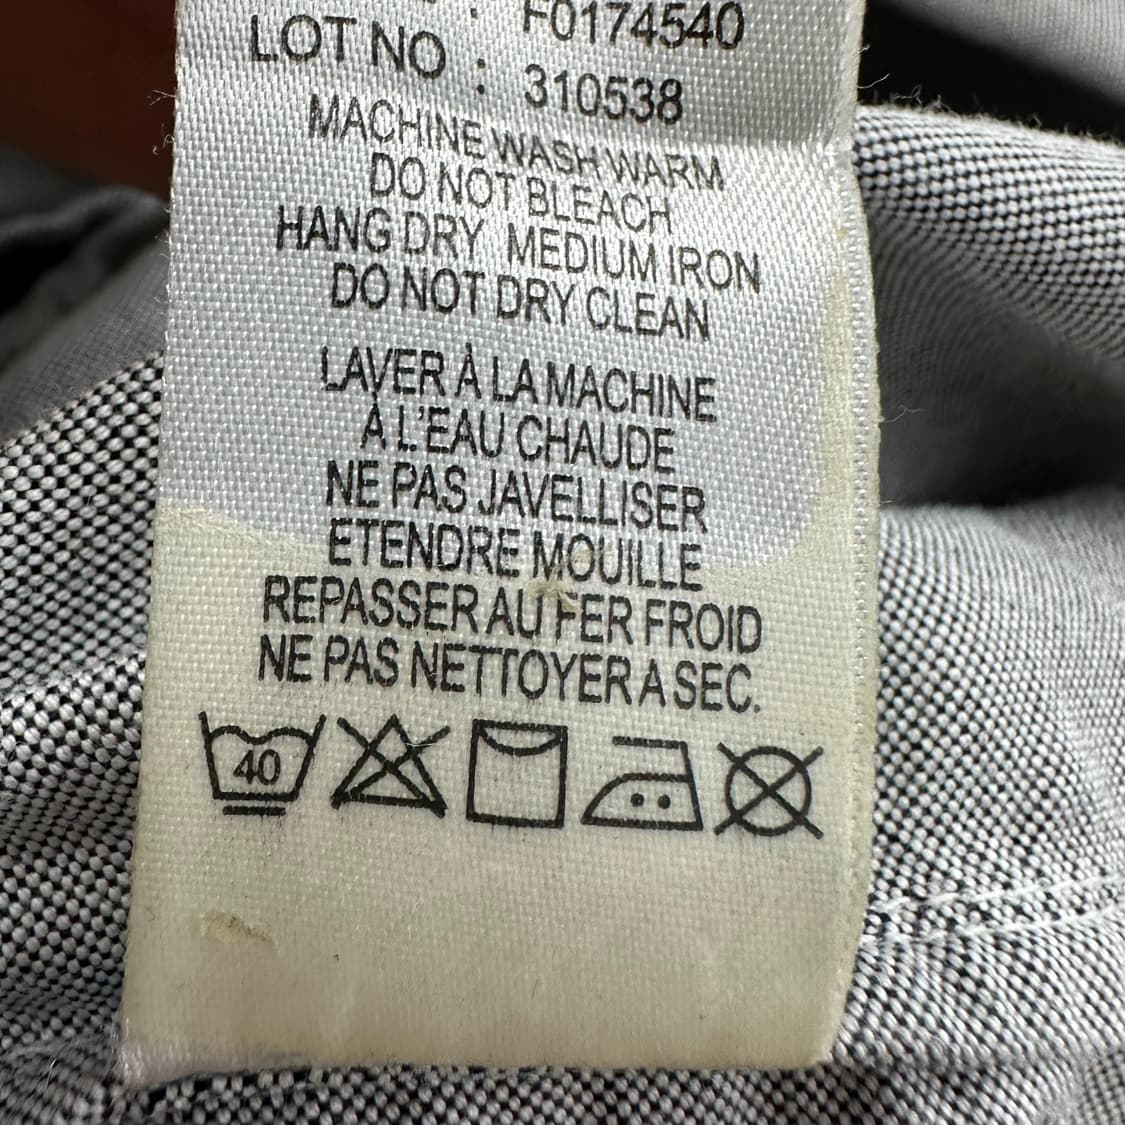 F0174540
LOT NO : 310538
MACHINE WASH WARM
DO NOT BLEACH
HANG DRY MEDIUM IRON
DO NOT DRY CLEAN
LAVER À LA MACHINE
À L'EAU CHAUDE
NE PAS JAVELLISER
ETENDRE MOUILLE
REPASSER AU FER FROID
NE PAS NETTOYER A SEC.
40